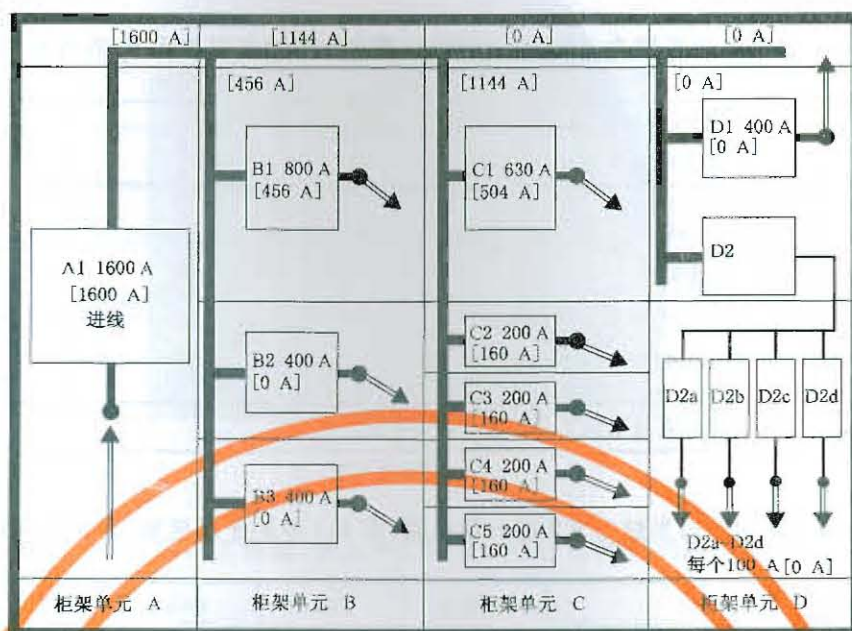 [1600 A] [1144 A] [0 A] [0 A]
[456 A] [1144 A] [0 A]
A1 1600 A
[1600 A]
进线
B1 800 A
[456 A]
B2 400 A
[0 A]
B3 400 A
[0 A]
C1 630 A
[504 A]
C2 200 A
[160 A]
C3 200 A
[160 A]
C4 200 A
[160 A]
C5 200 A
[160 A]
D1 400 A
[0 A]
D2
D2a D2b D2c D2d
D2a~D2d
每个100 A [0 A]
柜架单元 A 柜架单元 B 柜架单元 C 柜架单元 D